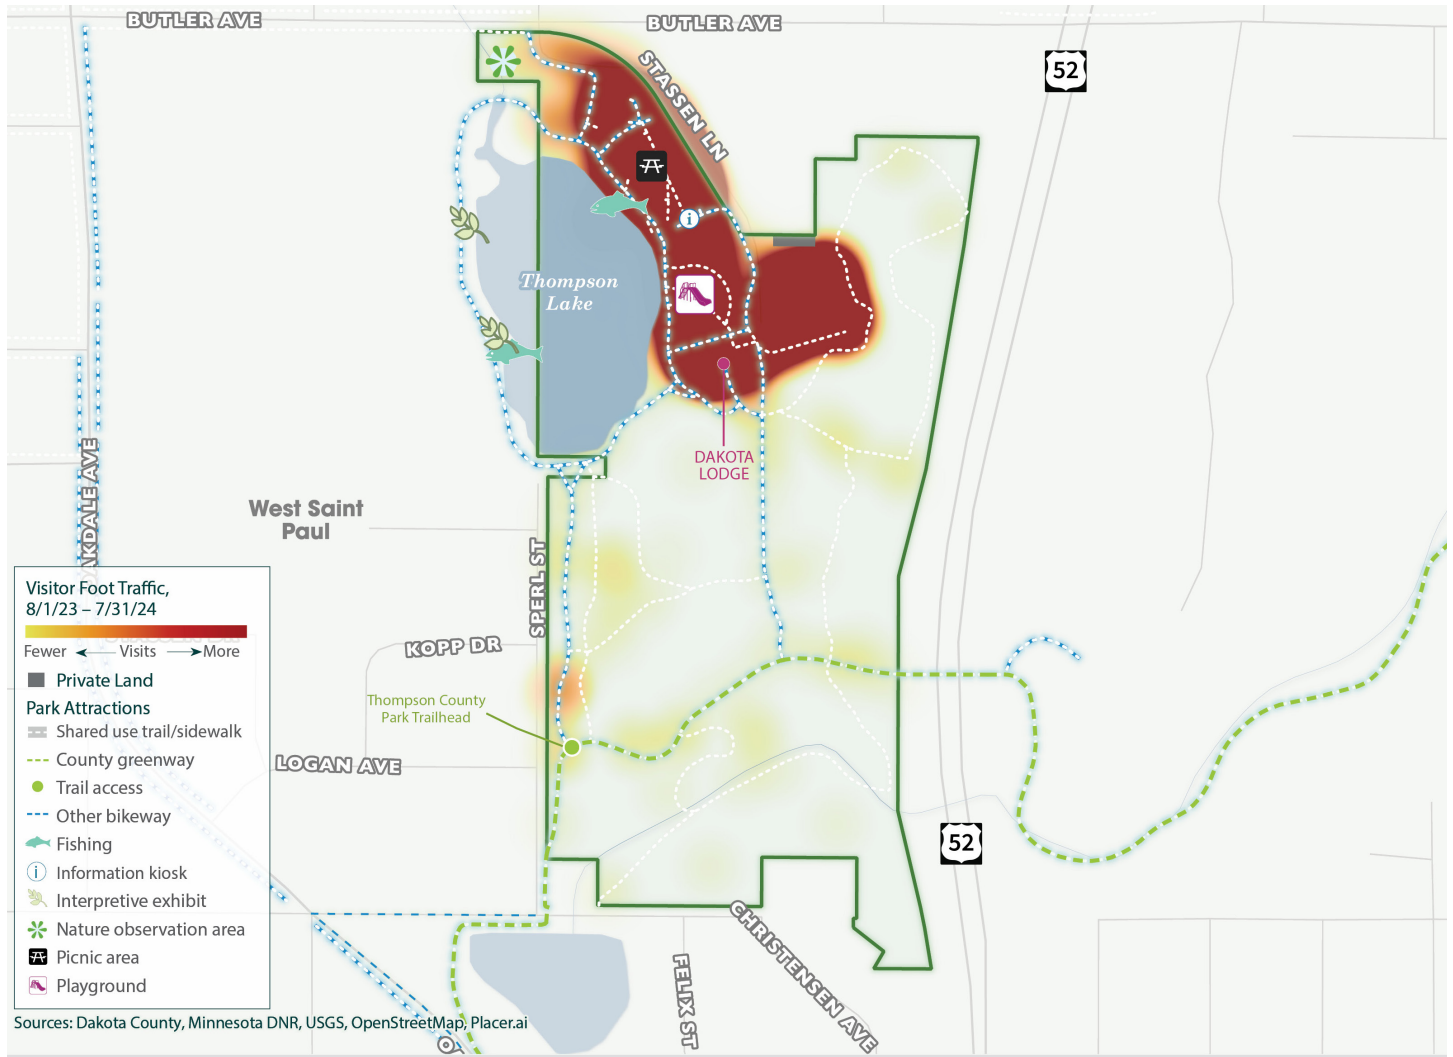 BUTLER AVE
BUTLER AVE
STASSEN LN
52
Thompson
Lake
DAKOTA
LODGE
West Saint
Paul
OAKDALE AVE
SPERL ST
KOPP DR
Thompson County
Park Trailhead
LOGAN AVE
52
CHRISTENSEN AVE
FELIX ST
Visitor Foot Traffic,
8/1/23 – 7/31/24
Fewer Visits More
Private Land
Park Attractions
Shared use trail/sidewalk
County greenway
Trail access
Other bikeway
Fishing
i Information kiosk
Interpretive exhibit
Nature observation area
Picnic area
Playground
Sources: Dakota County, Minnesota DNR, USGS, OpenStreetMap, Placer.ai